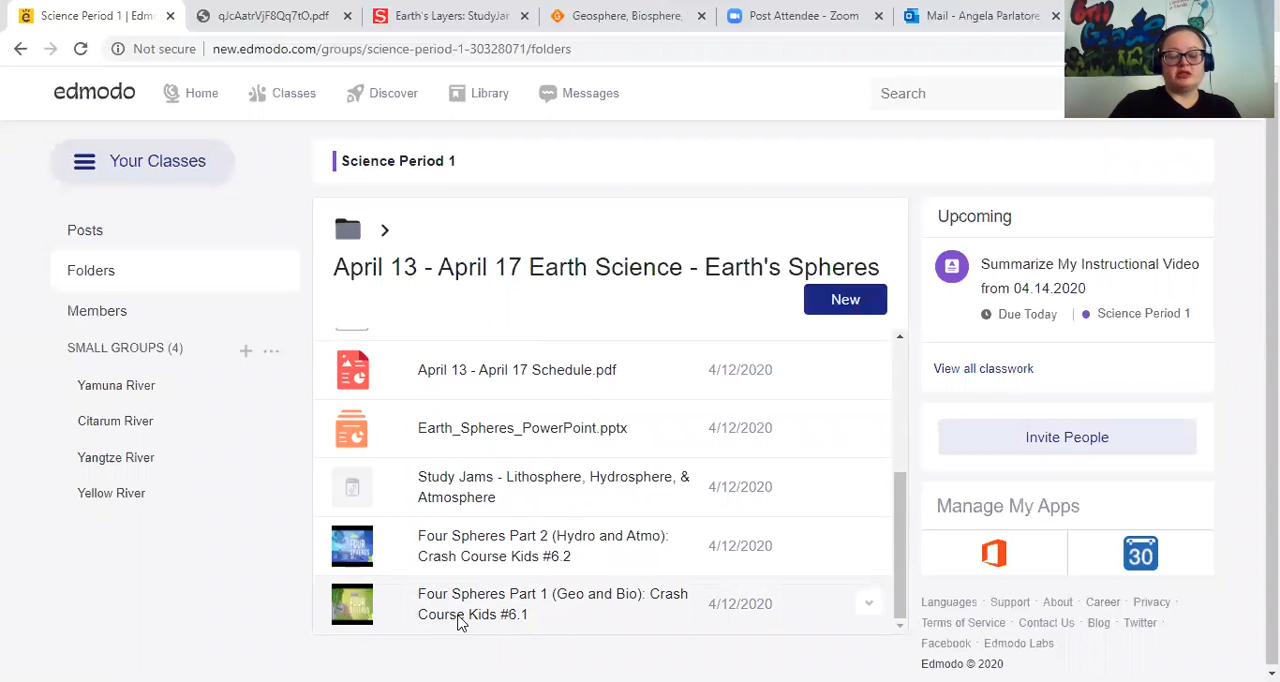 Science Period 1 | Edm
qJcAatrVjF8Qq7tO.pdf
Earth's Layers: StudyJar
Geosphere, Biosphere,
Post Attendee - Zoom
Mail - Angela Parlatore
Not secure | new.edmodo.com/groups/science-period-1-30328071/folders
edmodo
Home
Classes
Discover
Library
Messages
Search
Your Classes
Posts
Folders
Members
SMALL GROUPS (4)
Yamuna River
Citarum River
Yangtze River
Yellow River
Science Period 1
April 13 - April 17 Earth Science - Earth's Spheres
New
April 13 - April 17 Schedule.pdf 4/12/2020
Earth_Spheres_PowerPoint.pptx 4/12/2020
Study Jams - Lithosphere, Hydrosphere, &
Atmosphere 4/12/2020
Four Spheres Part 2 (Hydro and Atmo):
Crash Course Kids #6.2 4/12/2020
Four Spheres Part 1 (Geo and Bio): Crash
Course Kids #6.1 4/12/2020
Upcoming
Summarize My Instructional Video
from 04.14.2020
Due Today | Science Period 1
View all classwork
Invite People
Manage My Apps
30
Languages · Support · About · Career · Privacy ·
Terms of Service · Contact Us · Blog · Twitter ·
Facebook · Edmodo Labs
Edmodo © 2020